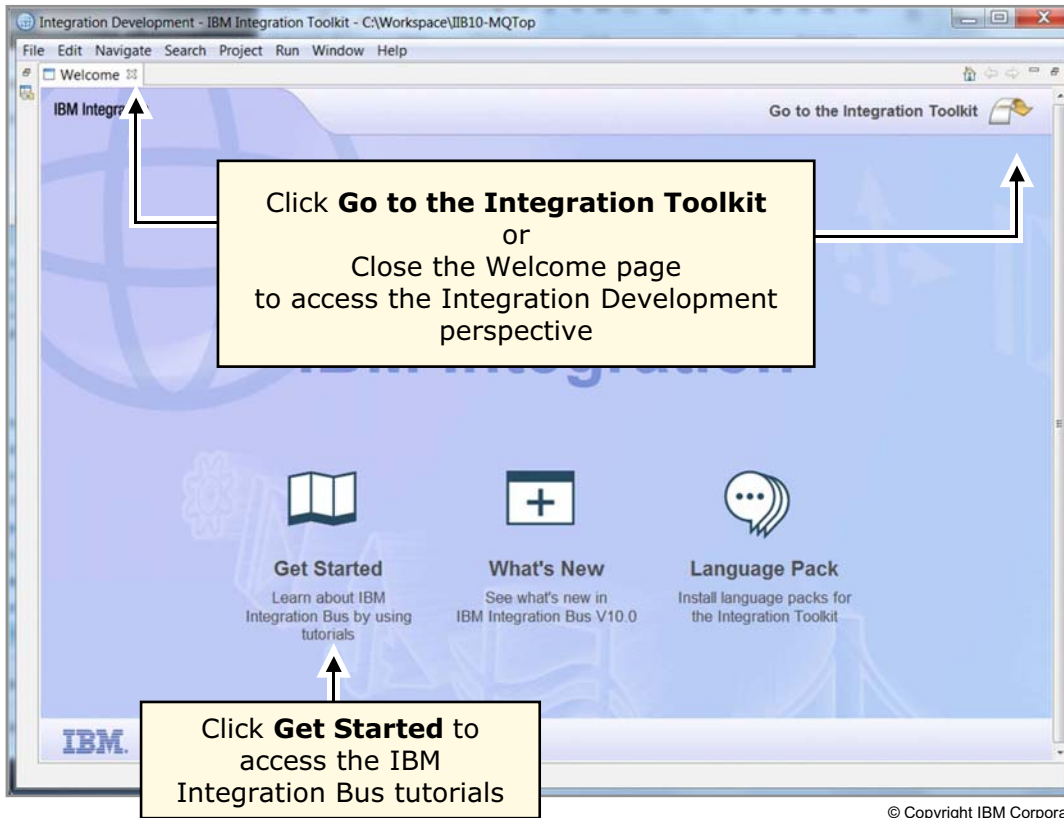 Integration Development - IBM Integration Toolkit - C:\Workspace\IIB10-MQTop
File Edit Navigate Search Project Run Window Help
Welcome
IBM
Go to the Integration Toolkit
Click Go to the Integration Toolkit
or
Close the Welcome page
to access the Integration Development
perspective
Get Started
Learn about IBM
Integration Bus by using
tutorials
What's New
See what's new in
IBM Integration Bus V10.0
Language Pack
Install language packs for
the Integration Toolkit
Click Get Started to
access the IBM
Integration Bus tutorials
IBM.
© Copyright IBM